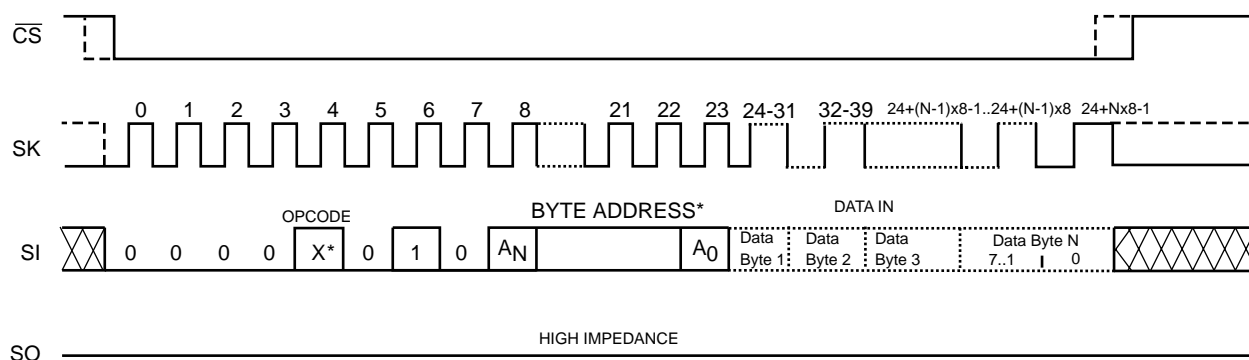 CS
0 1 2 3 4 5 6 7 8 21 22 23 24-31 32-39 24+(N-1)x8-1..24+(N-1)x8 24+Nx8-1
SK
OPCODE BYTE ADDRESS* DATA IN
SI 0 0 0 0 X* 0 1 0 AN A0 Data Byte 1 Data Byte 2 Data Byte 3 Data Byte N
7..1 0
HIGH IMPEDANCE
SO